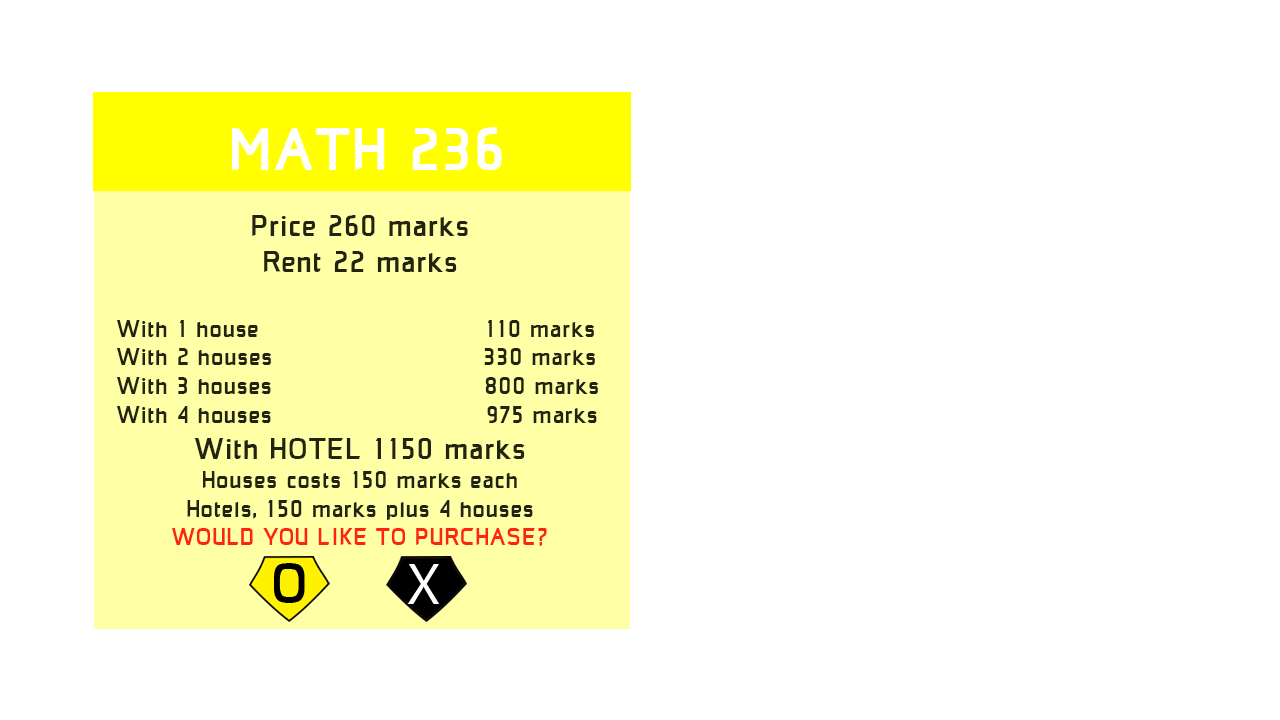 MATH 236
Price 260 marks
Rent 22 marks
With 1 house 110 marks
With 2 houses 330 marks
With 3 houses 800 marks
With 4 houses 975 marks
With HOTEL 1150 marks
Houses costs 150 marks each
Hotels, 150 marks plus 4 houses
WOULD YOU LIKE TO PURCHASE?
O X